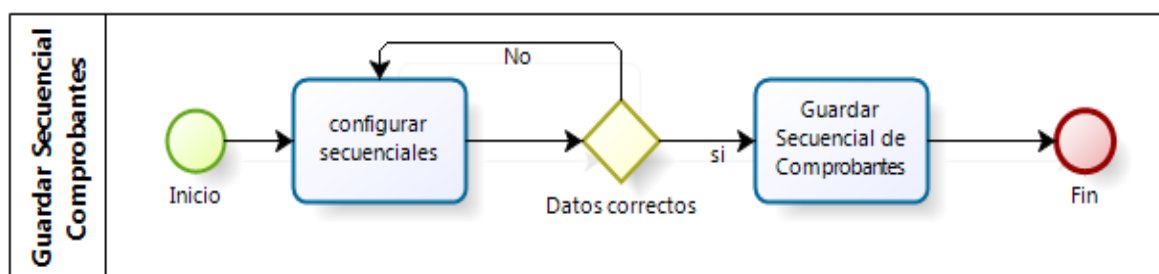 Guardar Secuencial
Comprobantes
No
configurar
secuenciales
Guardar
Secuencial de
Comprobantes
si
Inicio
Datos correctos
Fin